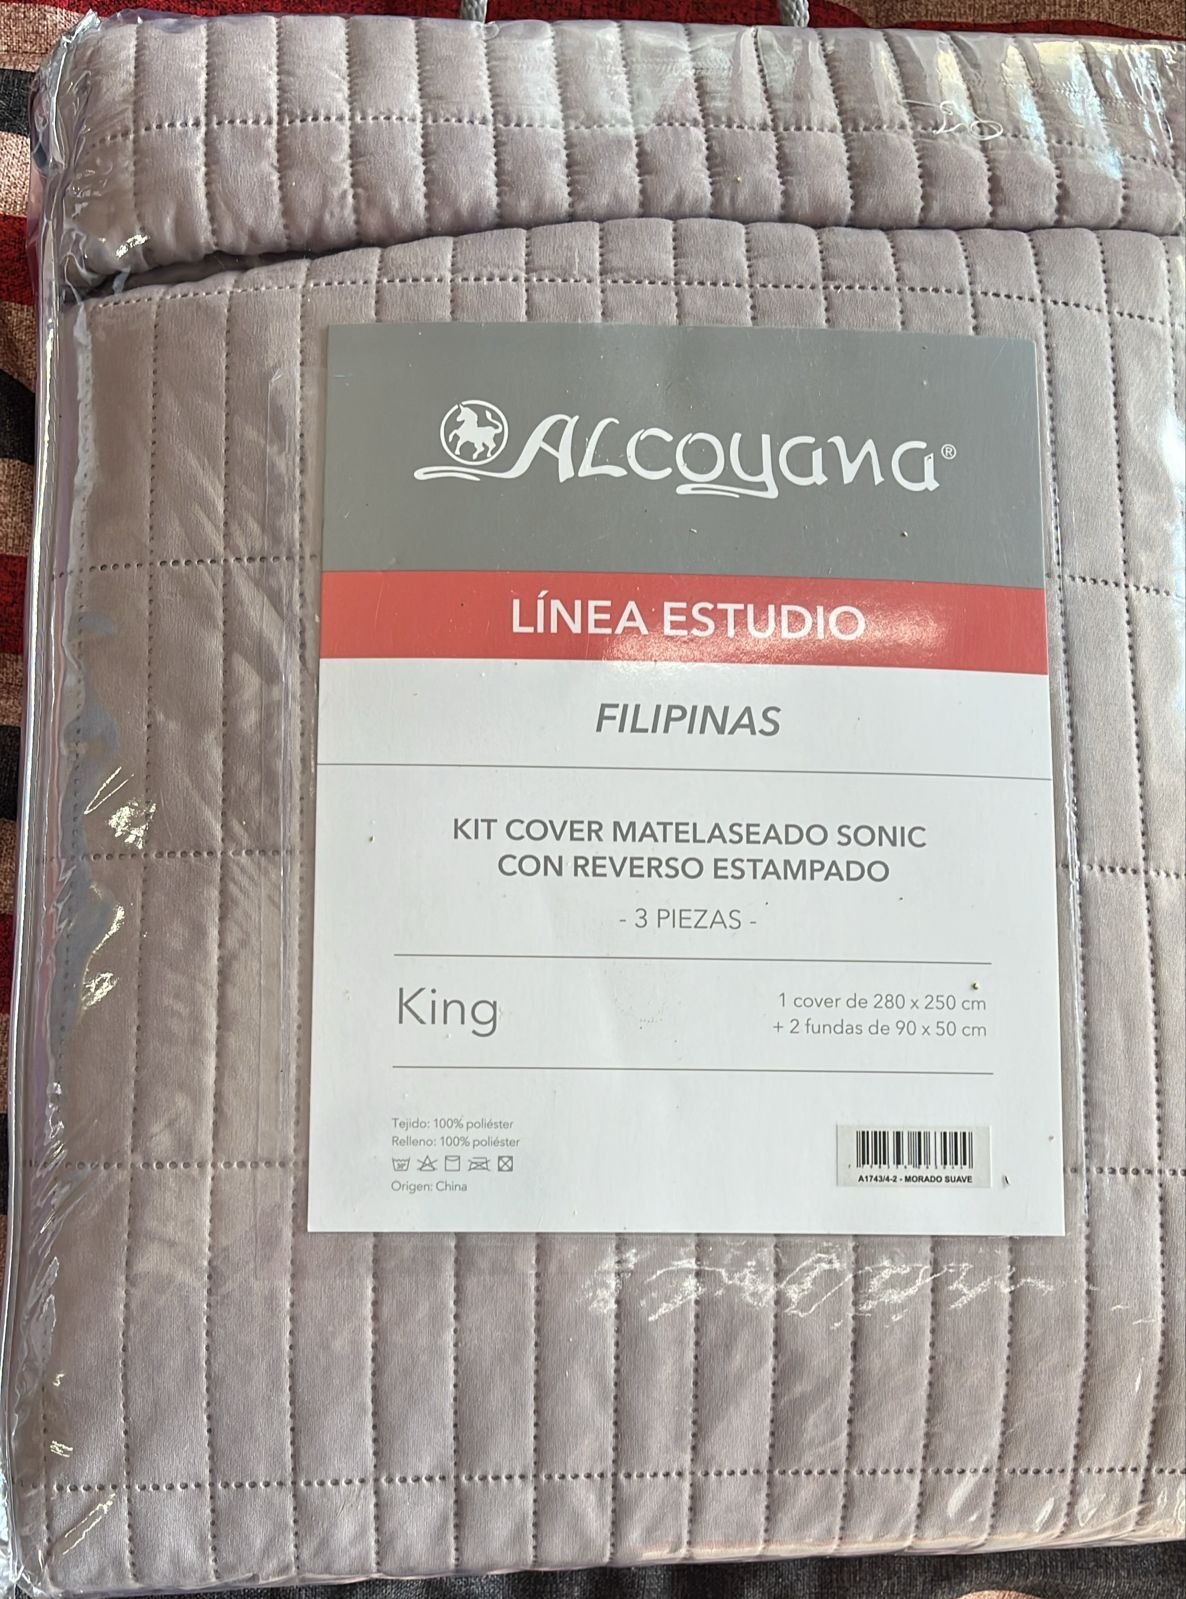 ALCOYANA®
LÍNEA ESTUDIO
FILIPINAS
KIT COVER MATELASEADO SONIC
CON REVERSO ESTAMPADO
- 3 PIEZAS -
King
1 cover de 280 x 250 cm
+ 2 fundas de 90 x 50 cm
Tejido: 100% poliéster
Relleno: 100% poliéster
Origen: China
A1743/4-2 - MORADO SUAVE